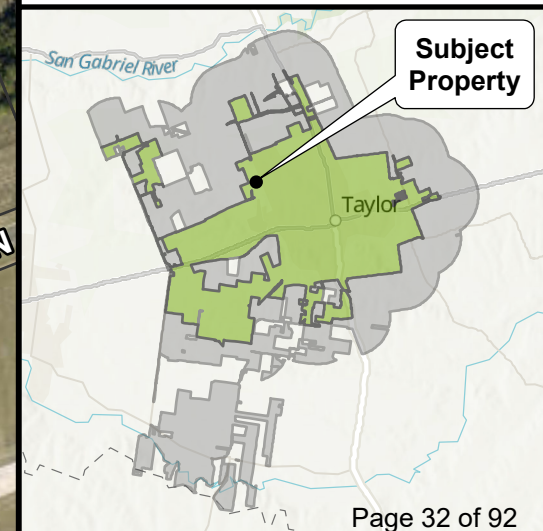 San Gabriel River
Subject
Property
Taylor
N
Page 32 of 92